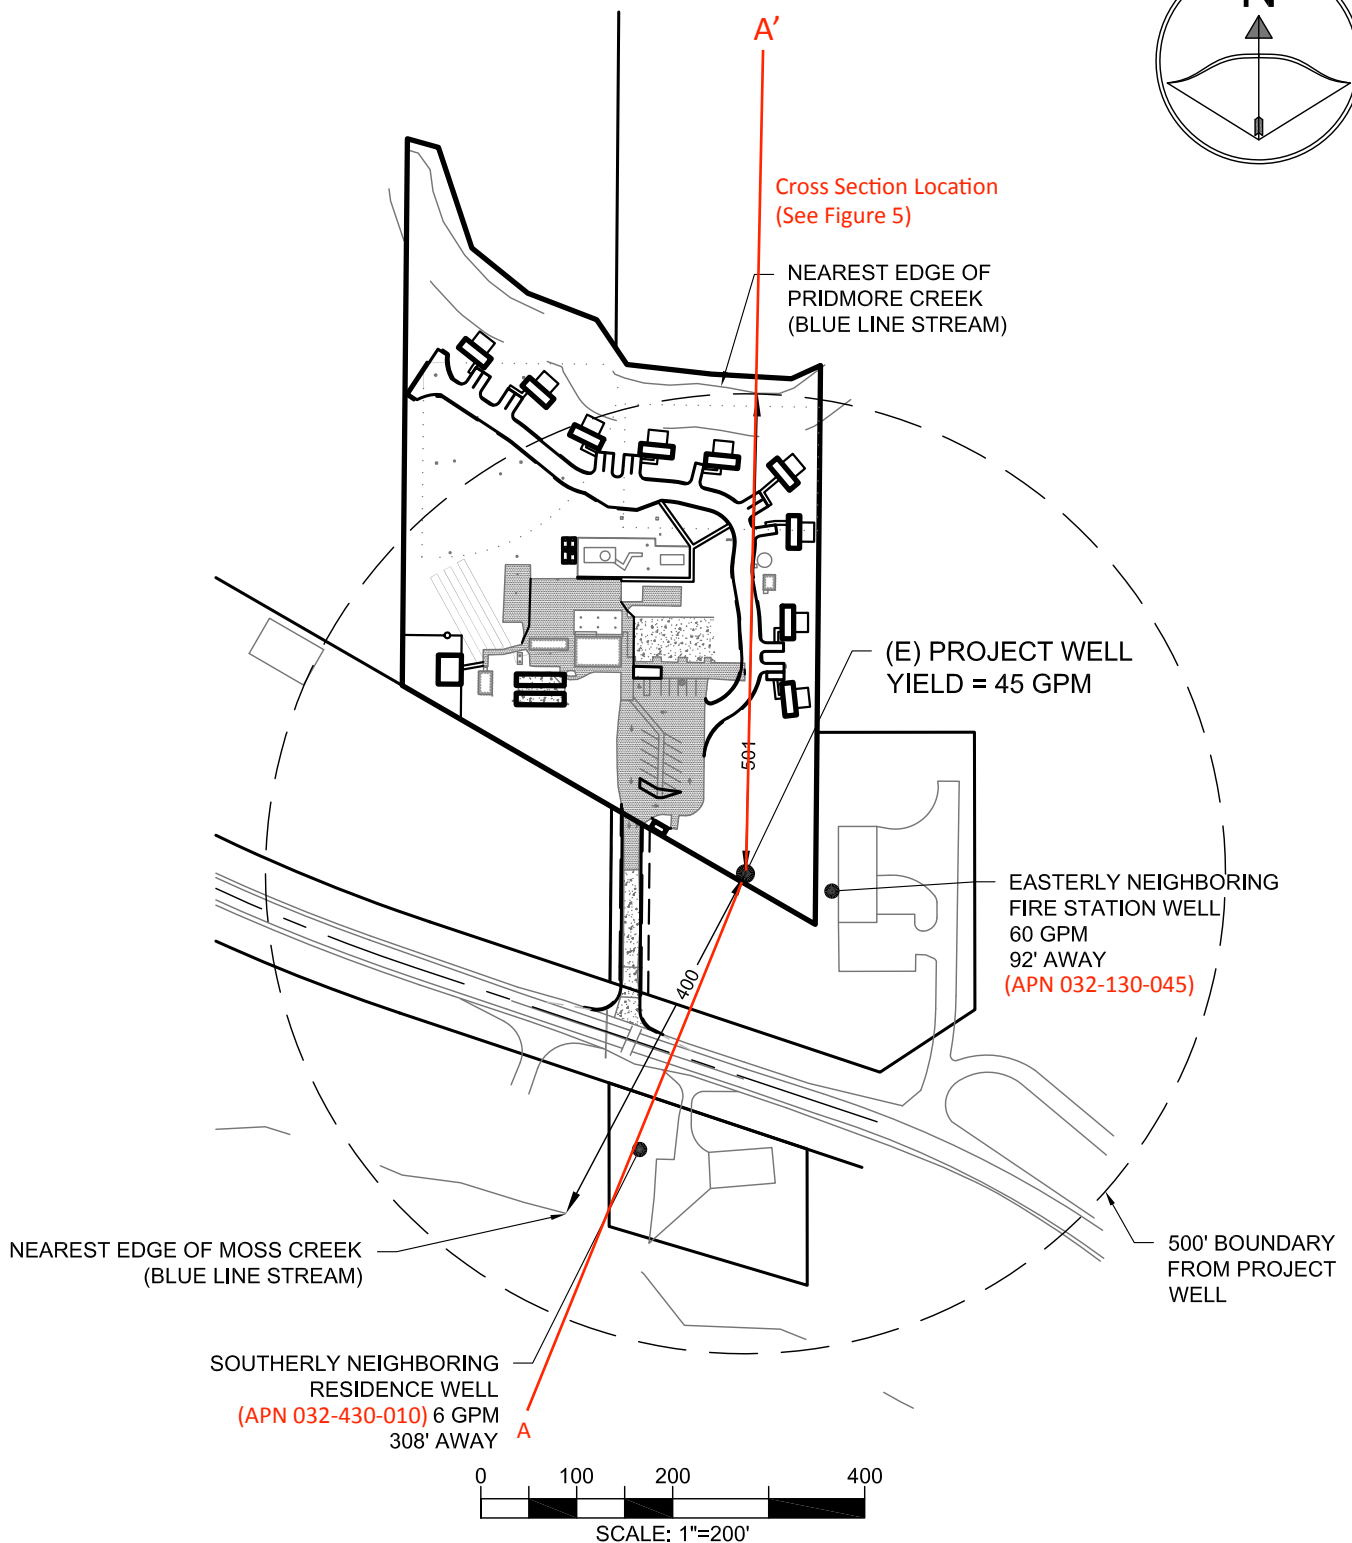 N
A'
Cross Section Location
(See Figure 5)
NEAREST EDGE OF
PRIDMORE CREEK
(BLUE LINE STREAM)
(E) PROJECT WELL
YIELD = 45 GPM
501
EASTERLY NEIGHBORING
FIRE STATION WELL
60 GPM
92' AWAY
(APN 032-130-045)
400
NEAREST EDGE OF MOSS CREEK
(BLUE LINE STREAM)
500' BOUNDARY
FROM PROJECT
WELL
SOUTHERLY NEIGHBORING
RESIDENCE WELL
(APN 032-430-010) 6 GPM
308' AWAY
A
0 100 200 400
SCALE: 1"=200'